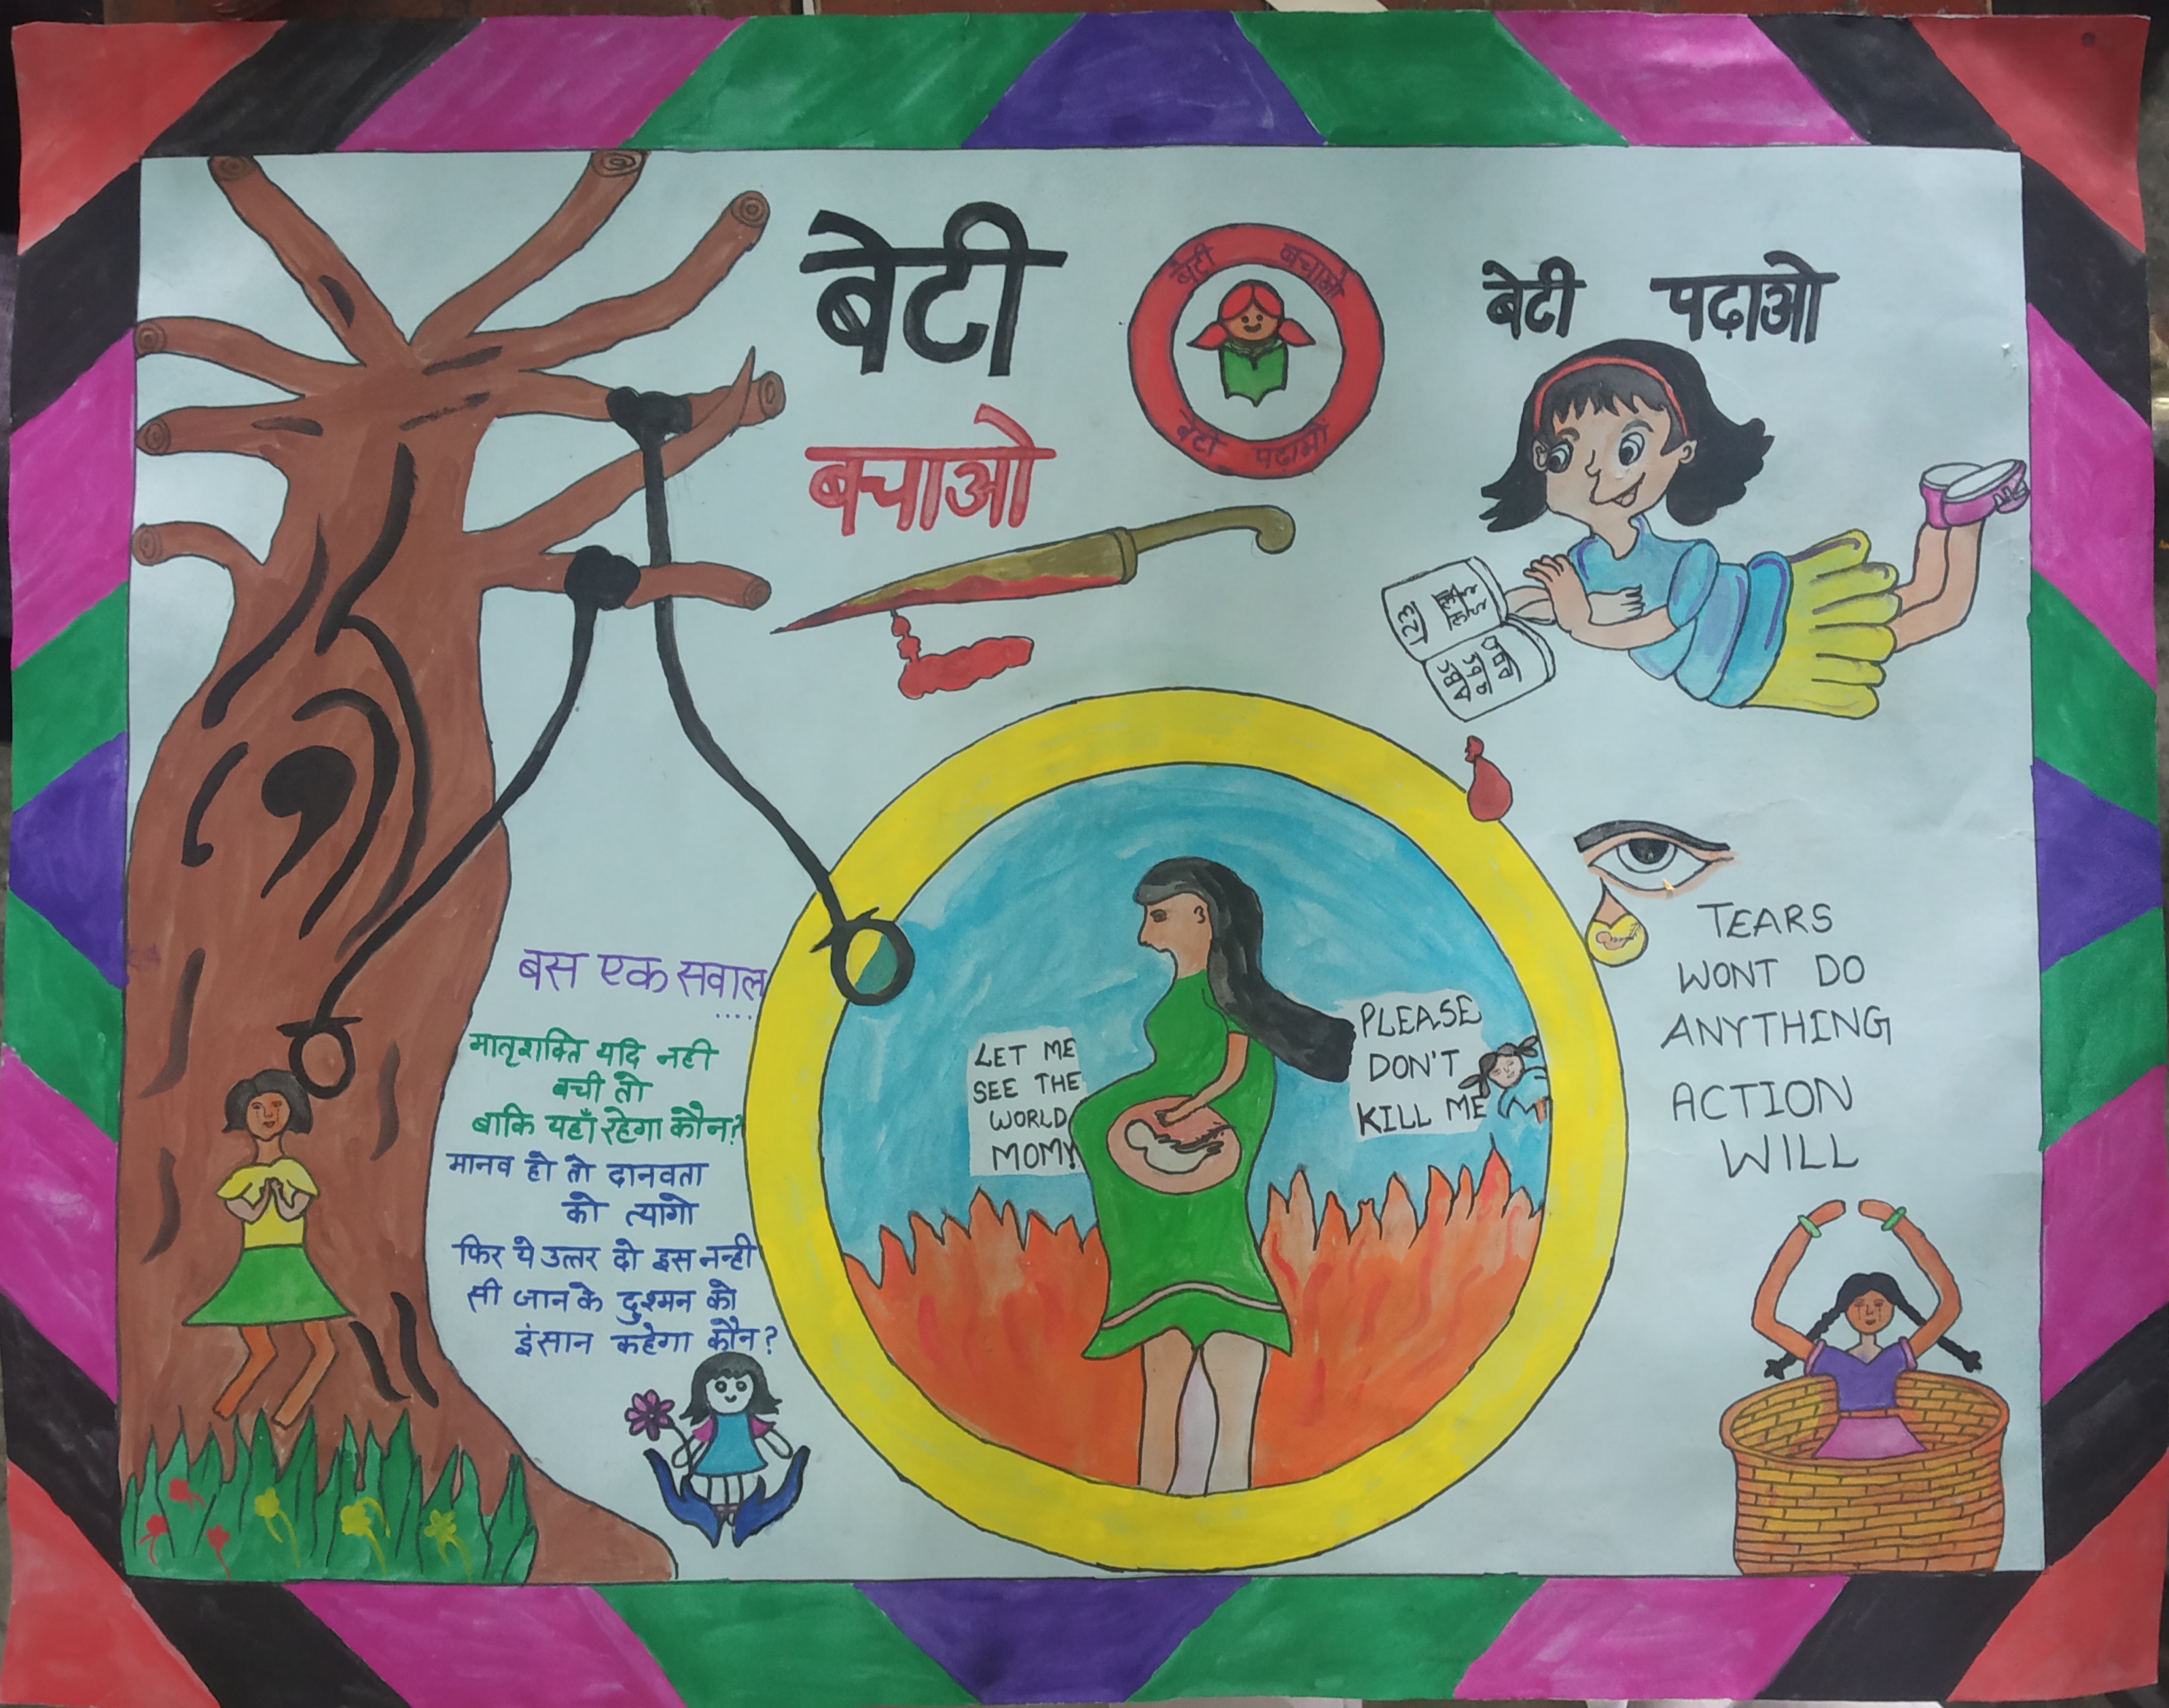 बेटी
बचाओ
बेटी बचाओ
बेटी पढ़ाओ
बेटी पढ़ाओ
123
TEARS
WONT DO
ANYTHING
ACTION
WILL
बस एक सवाल
....
मातृशक्ति यदि नही
बची तो
बाकि यहाँ रहेगा कौन?
मानव हो तो दानवता
को त्यागो
फिर ये उत्तर दो इस नन्ही
सी जान के दुश्मन को
इंसान कहेगा कौन?
LET ME
SEE THE
WORLD
MOMY
PLEASE
DON'T
KILL ME